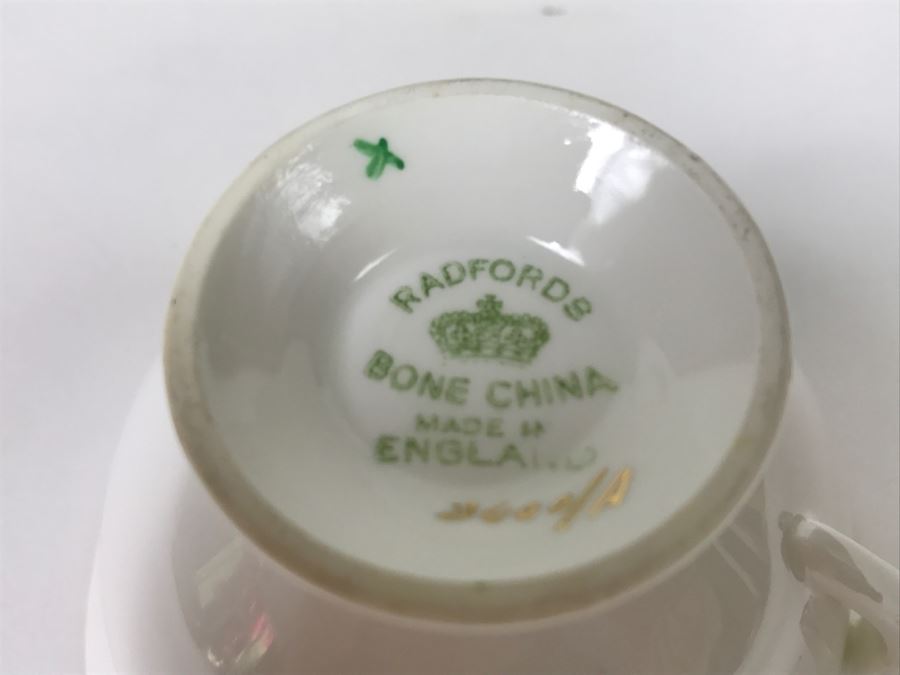 RADFORDS
BONE CHINA
MADE IN
ENGLAND